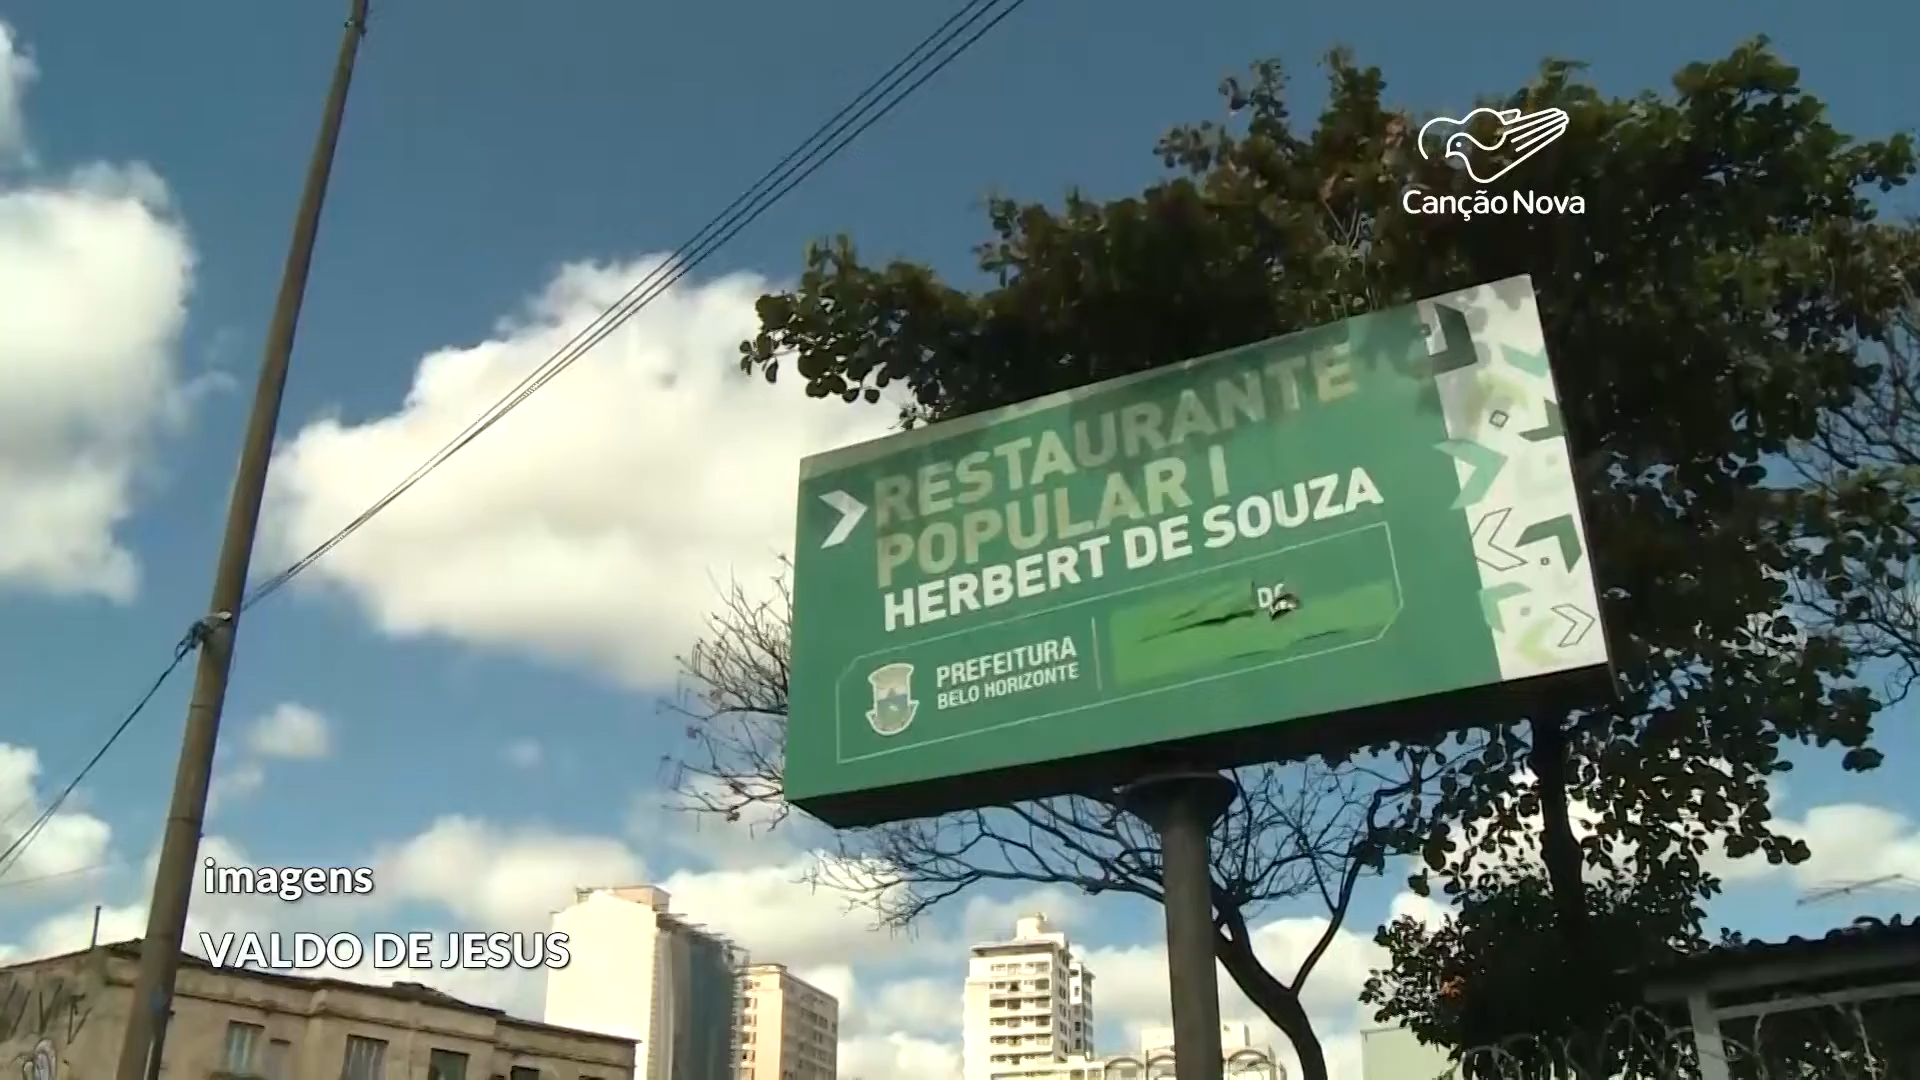 Canção Nova
RESTAURANTE
POPULAR I
HERBERT DE SOUZA
PREFEITURA
BELO HORIZONTE
imagens
VALDO DE JESUS